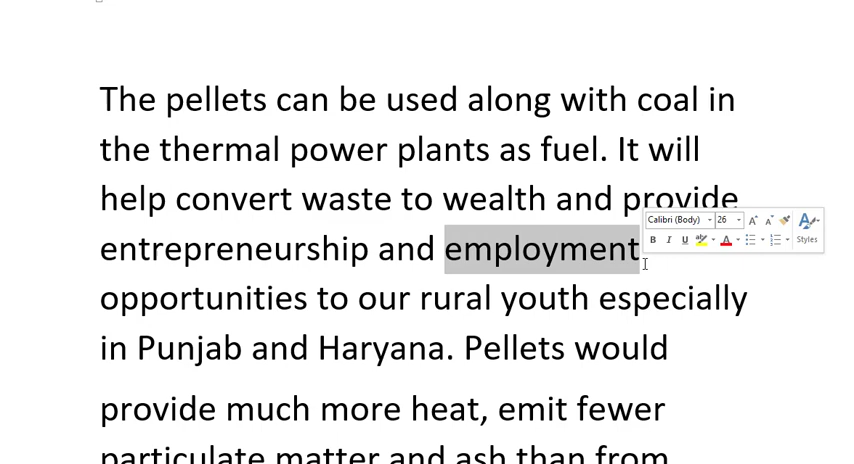 The pellets can be used along with coal in
the thermal power plants as fuel. It will
help convert waste to wealth and provide
Calibri (Body) 26
entrepreneurship and employment
B I U Styles
opportunities to our rural youth especially
in Punjab and Haryana. Pellets would
provide much more heat, emit fewer
particulate matter and ash than from